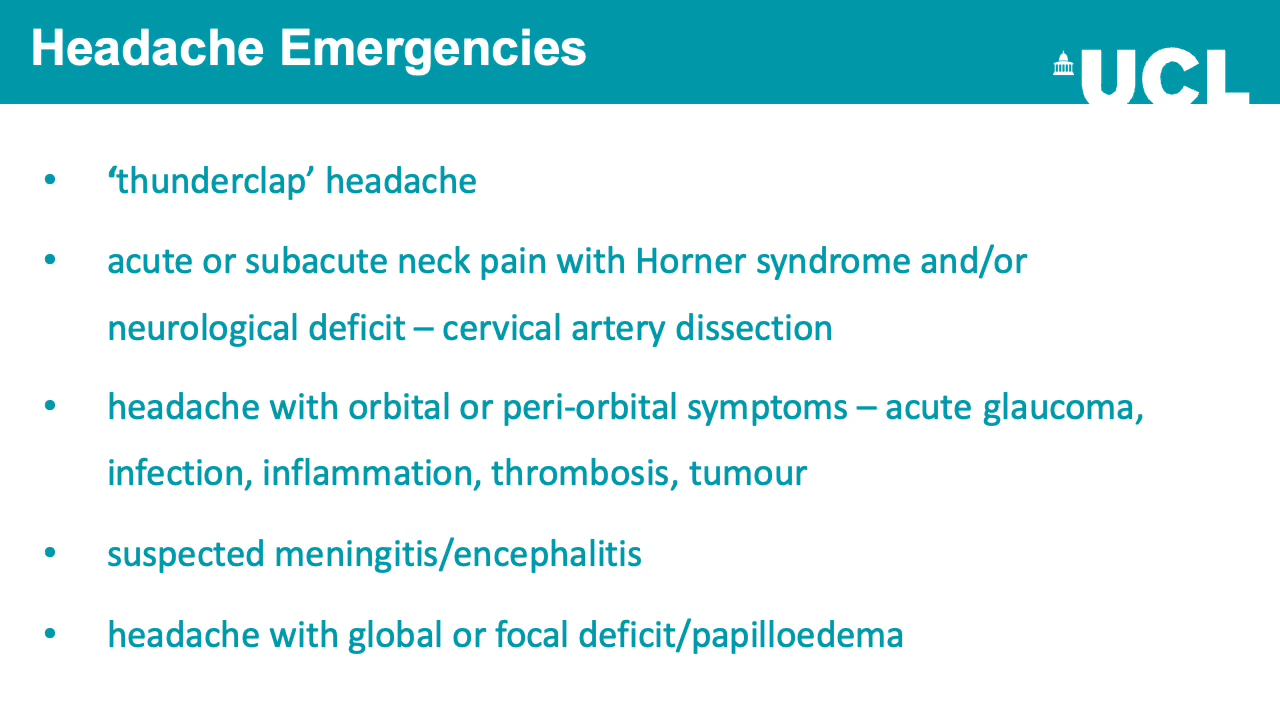 Headache Emergencies
UCL
• ‘thunderclap’ headache
• acute or subacute neck pain with Horner syndrome and/or
neurological deficit – cervical artery dissection
• headache with orbital or peri-orbital symptoms – acute glaucoma,
infection, inflammation, thrombosis, tumour
• suspected meningitis/encephalitis
• headache with global or focal deficit/papilloedema